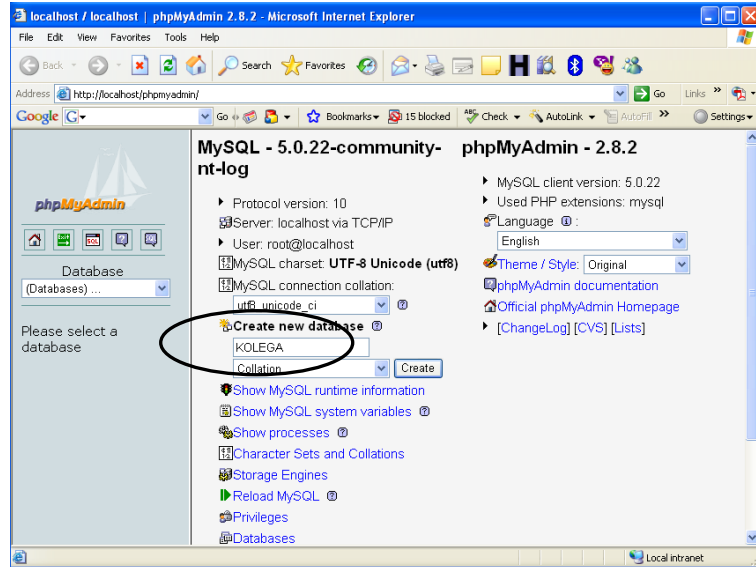 localhost / localhost | phpMyAdmin 2.8.2 - Microsoft Internet Explorer
File Edit View Favorites Tools Help
Back Search Favorites
Address http://localhost/phpmyadmin/ Go Links »
Google G Go Bookmarks 15 blocked ABC Check AutoLink AutoFill » Settings
phpMyAdmin
SQL
Database
(Databases) ...
Please select a
database
MySQL - 5.0.22-community-
nt-log
Protocol version: 10
Server: localhost via TCP/IP
User: root@localhost
MySQL charset: UTF-8 Unicode (utf8)
MySQL connection collation:
utf8_unicode_ci
Create new database
KOLEGA
Collation Create
Show MySQL runtime information
Show MySQL system variables
Show processes
Character Sets and Collations
Storage Engines
Reload MySQL
Privileges
Databases
phpMyAdmin - 2.8.2
MySQL client version: 5.0.22
Used PHP extensions: mysql
Language :
English
Theme / Style: Original
phpMyAdmin documentation
Official phpMyAdmin Homepage
[ChangeLog] [CVS] [Lists]
Local intranet